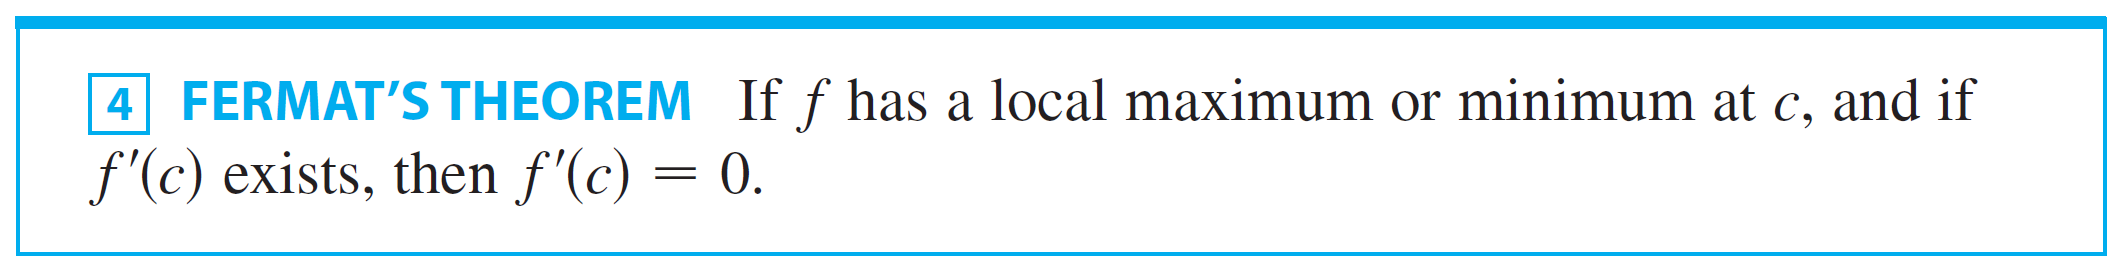 4 FERMAT'S THEOREM If f has a local maximum or minimum at c, and if
f′(c) exists, then f′(c) = 0.